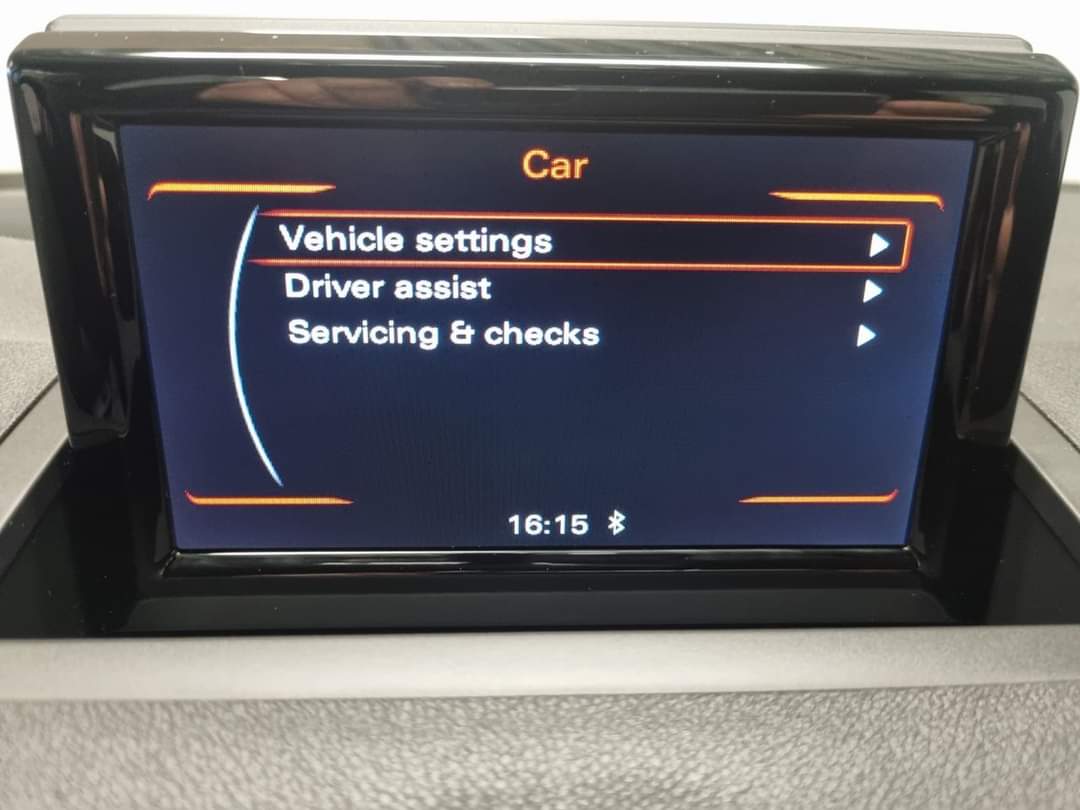 Car
Vehicle settings
Driver assist
Servicing & checks
16:15